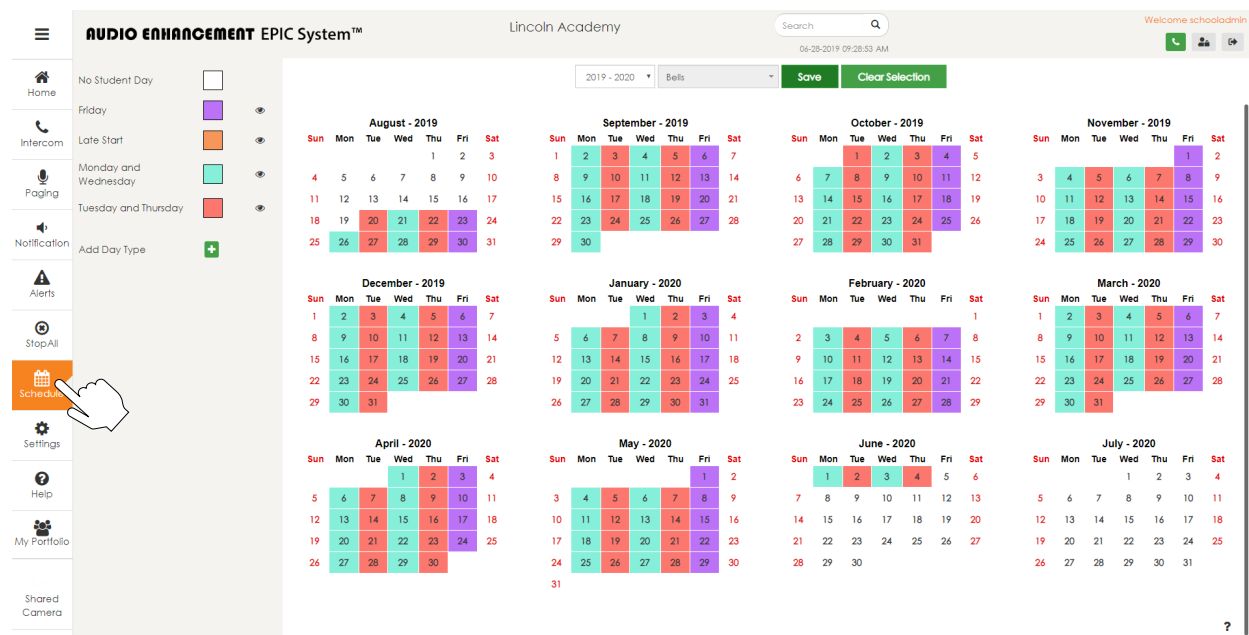 AUDIO ENHANCEMENT EPIC System™
Lincoln Academy
Search
06-28-2019 09:28:53 AM
Welcome schooladmin
Home
Intercom
Paging
Notification
Alerts
StopAll
Schedule
Settings
Help
My Portfolio
Shared
Camera
No Student Day
Friday
Late Start
Monday and
Wednesday
Tuesday and Thursday
Add Day Type
2019 - 2020 Bells Save Clear Selection
August - 2019
Sun Mon Tue Wed Thu Fri Sat
1 2 3
4 5 6 7 8 9 10
11 12 13 14 15 16 17
18 19 20 21 22 23 24
25 26 27 28 29 30 31
September - 2019
Sun Mon Tue Wed Thu Fri Sat
1 2 3 4 5 6 7
8 9 10 11 12 13 14
15 16 17 18 19 20 21
22 23 24 25 26 27 28
29 30
October - 2019
Sun Mon Tue Wed Thu Fri Sat
1 2 3 4 5
6 7 8 9 10 11 12
13 14 15 16 17 18 19
20 21 22 23 24 25 26
27 28 29 30 31
November - 2019
Sun Mon Tue Wed Thu Fri Sat
1 2
3 4 5 6 7 8 9
10 11 12 13 14 15 16
17 18 19 20 21 22 23
24 25 26 27 28 29 30
December - 2019
Sun Mon Tue Wed Thu Fri Sat
1 2 3 4 5 6 7
8 9 10 11 12 13 14
15 16 17 18 19 20 21
22 23 24 25 26 27 28
29 30 31
January - 2020
Sun Mon Tue Wed Thu Fri Sat
1 2 3 4
5 6 7 8 9 10 11
12 13 14 15 16 17 18
19 20 21 22 23 24 25
26 27 28 29 30 31
February - 2020
Sun Mon Tue Wed Thu Fri Sat
1
2 3 4 5 6 7 8
9 10 11 12 13 14 15
16 17 18 19 20 21 22
23 24 25 26 27 28 29
March - 2020
Sun Mon Tue Wed Thu Fri Sat
1 2 3 4 5 6 7
8 9 10 11 12 13 14
15 16 17 18 19 20 21
22 23 24 25 26 27 28
29 30 31
April - 2020
Sun Mon Tue Wed Thu Fri Sat
1 2 3 4
5 6 7 8 9 10 11
12 13 14 15 16 17 18
19 20 21 22 23 24 25
26 27 28 29 30
May - 2020
Sun Mon Tue Wed Thu Fri Sat
1 2
3 4 5 6 7 8 9
10 11 12 13 14 15 16
17 18 19 20 21 22 23
24 25 26 27 28 29 30
31
June - 2020
Sun Mon Tue Wed Thu Fri Sat
1 2 3 4 5 6
7 8 9 10 11 12 13
14 15 16 17 18 19 20
21 22 23 24 25 26 27
28 29 30
July - 2020
Sun Mon Tue Wed Thu Fri Sat
1 2 3 4
5 6 7 8 9 10 11
12 13 14 15 16 17 18
19 20 21 22 23 24 25
26 27 28 29 30 31
?